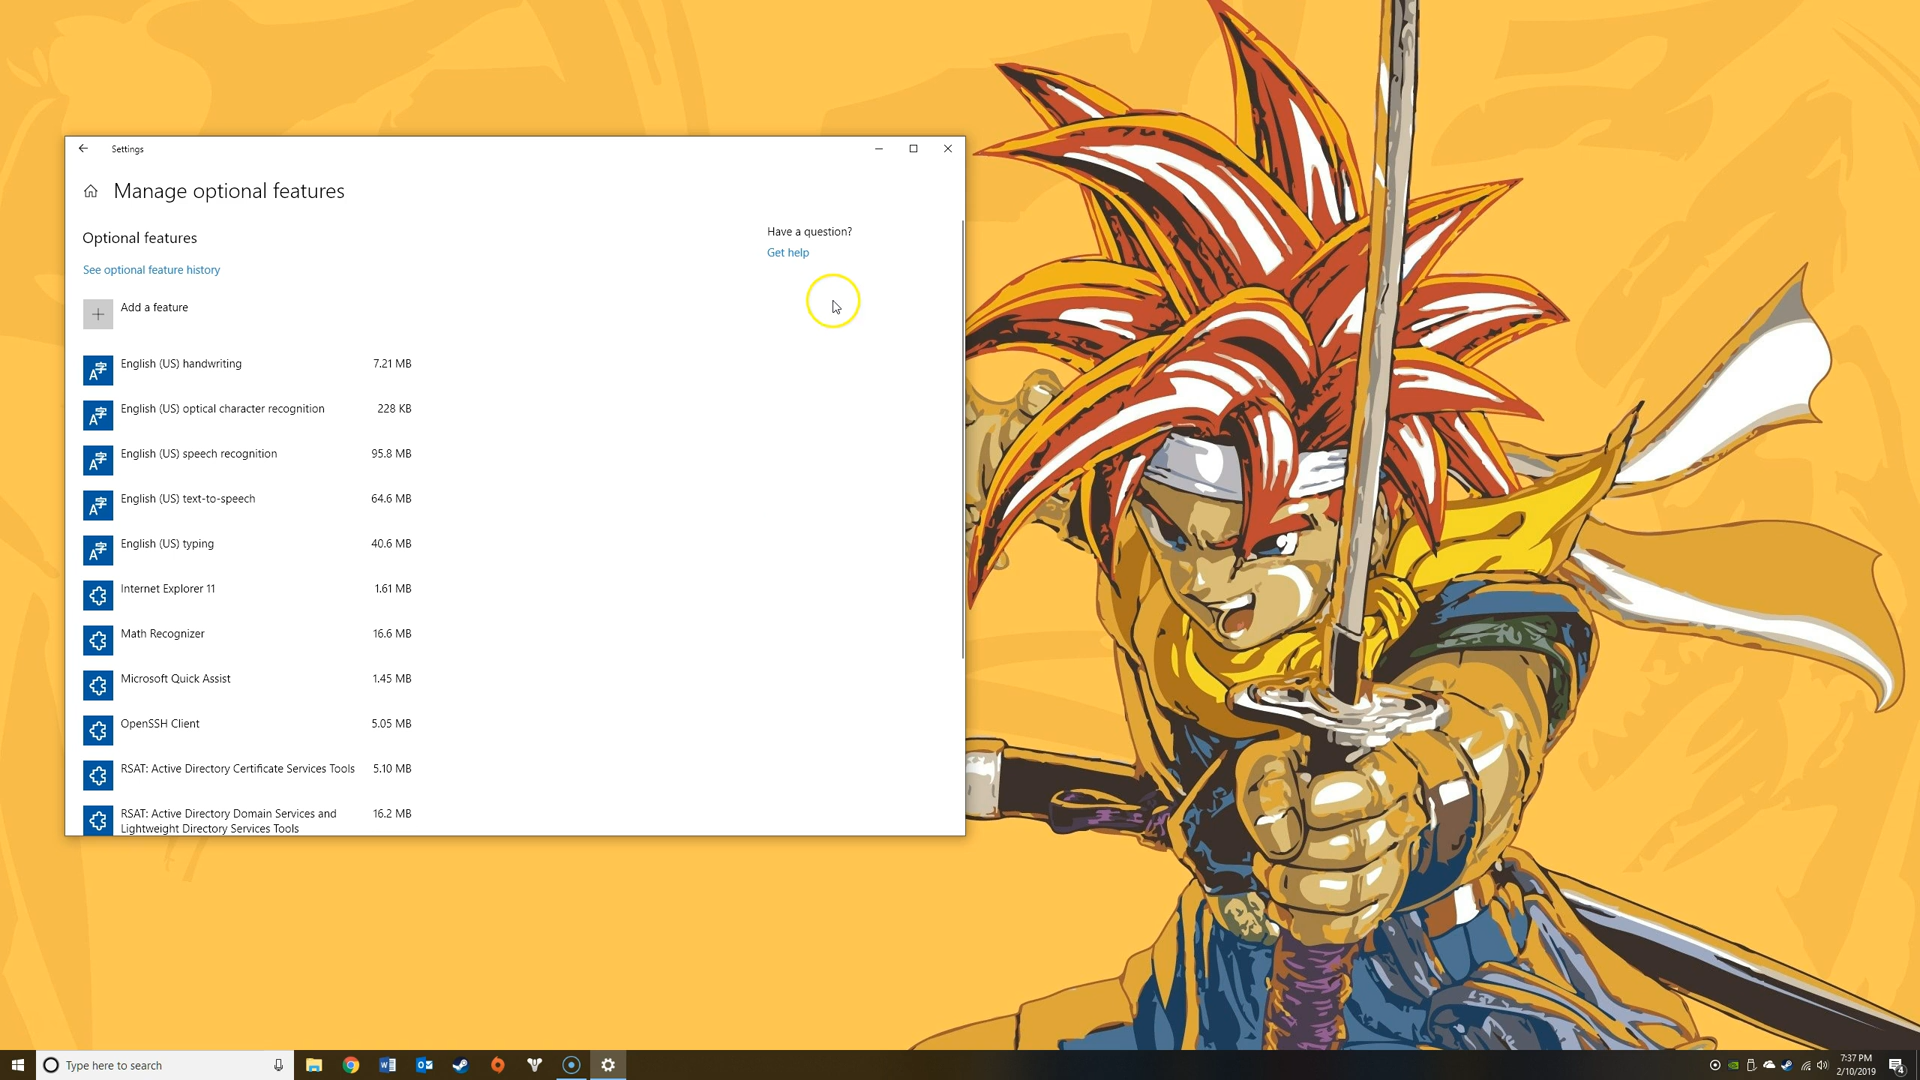 Settings
Manage optional features
Optional features
Have a question?
See optional feature history
Get help
Add a feature
English (US) handwriting 7.21 MB
English (US) optical character recognition 228 KB
English (US) speech recognition 95.8 MB
English (US) text-to-speech 64.6 MB
English (US) typing 40.6 MB
Internet Explorer 11 1.61 MB
Math Recognizer 16.6 MB
Microsoft Quick Assist 1.45 MB
OpenSSH Client 5.05 MB
RSAT: Active Directory Certificate Services Tools 5.10 MB
RSAT: Active Directory Domain Services and 16.2 MB
Lightweight Directory Services Tools
Type here to search
7:37 PM
2/10/2019
4